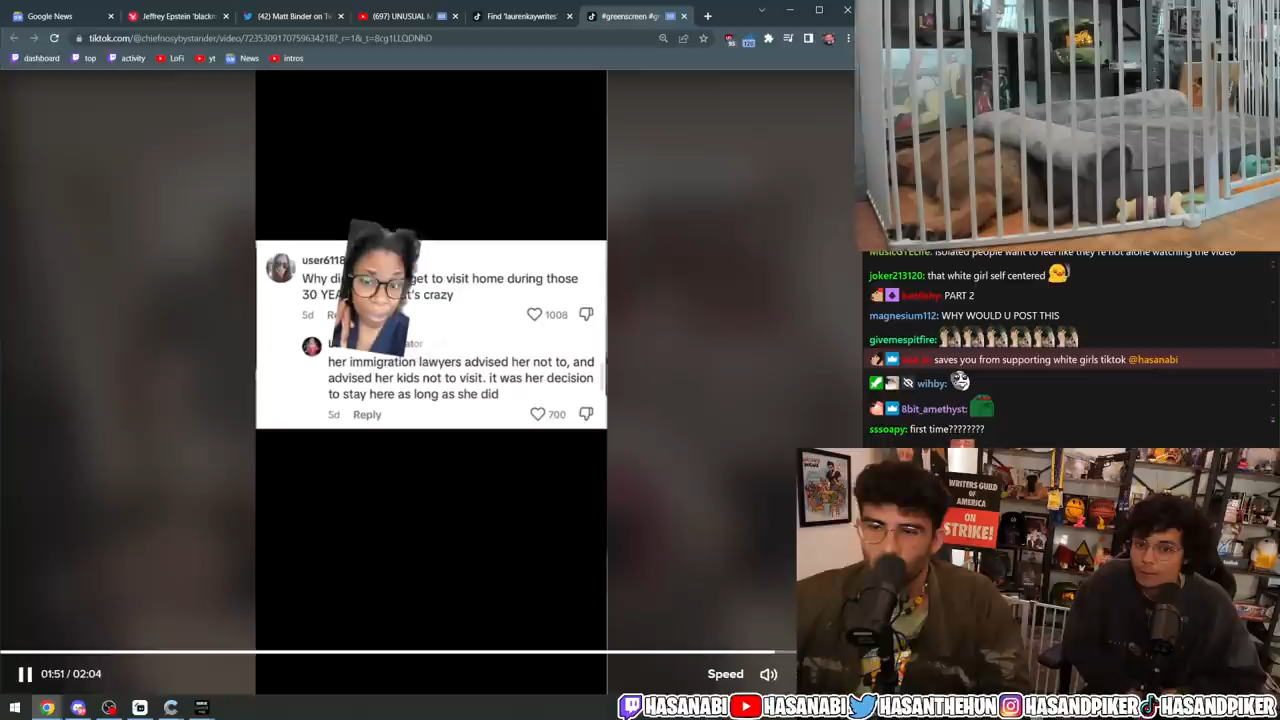 Google News
Jeffrey Epstein 'blackm
(42) Matt Binder on Tw
(697) UNUSUAL M
Find 'laurenkaywrites'
#greenscreen #g
tiktok.com/@chiefnosybystander/video/7235309170759634218?_r=1&_t=8cg1LLQDNhD
dashboard
top
activity
LoFi
yt
News
intros
user6118
Why di get to visit home during those
30 YEA t's crazy
5d
1008
ator
her immigration lawyers advised her not to, and
advised her kids not to visit. it was her decision
to stay here as long as she did
5d Reply
700
01:51 / 02:04
Speed
MusicGTELife: isolated people want to feel like they're not alone watching the video
joker213120: that white girl self centered
PART 2
magnesium112: WHY WOULD U POST THIS
givemespitfire:
saves you from supporting white girls tiktok @hasanabi
wihby:
8bit_amethyst:
sssoapy: first time????????
WRITERS GUILD
OF
AMERICA
ON
STRIKE!
HASANABI
HASANABI
HASANTHEHUN
HASANDPIKER
HASANDPIKER